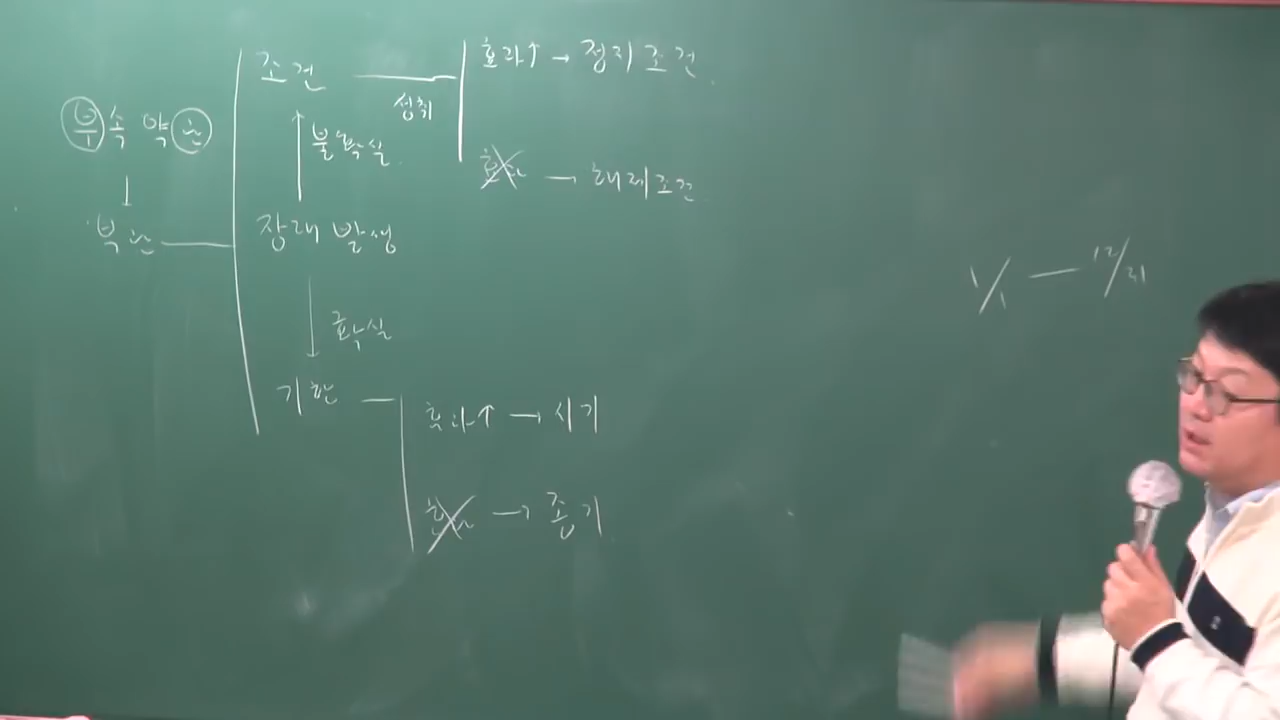 조건
효과↑ → 정지조건
성취
부속약관
불확실
효과 → 해제조건
부관
장래 발생
1/1 — 12/31
확실
기한
효과↑ → 시기
효과 → 종기